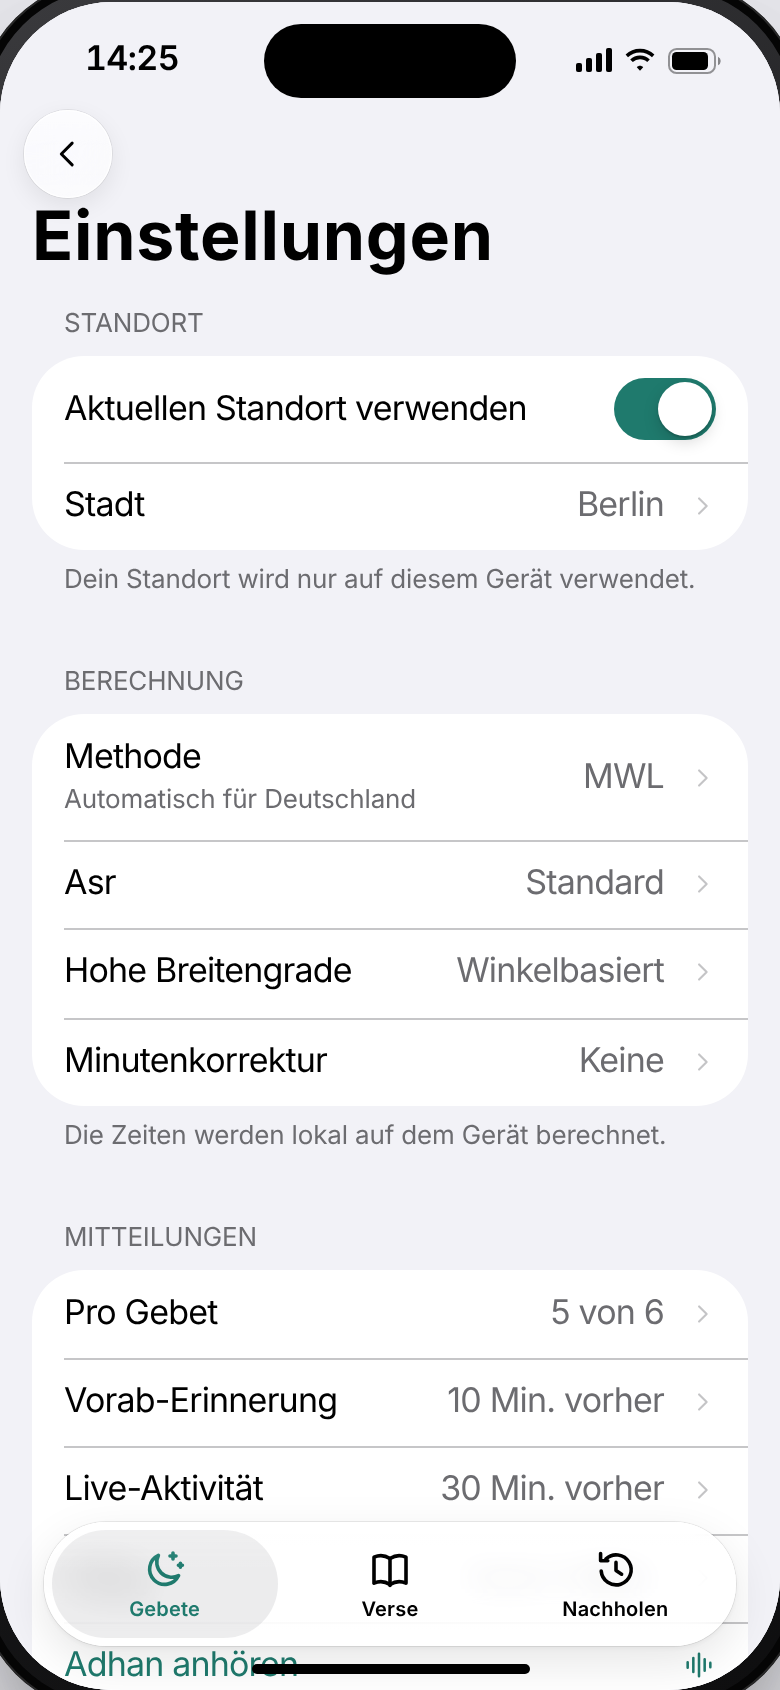 14:25
Einstellungen
STANDORT
Aktuellen Standort verwenden
Stadt
Berlin
Dein Standort wird nur auf diesem Gerät verwendet.
BERECHNUNG
Methode
Automatisch für Deutschland
MWL
Asr
Standard
Hohe Breitengrade
Winkelbasiert
Minutenkorrektur
Keine
Die Zeiten werden lokal auf dem Gerät berechnet.
MITTEILUNGEN
Pro Gebet
5 von 6
Vorab-Erinnerung
10 Min. vorher
Live-Aktivität
30 Min. vorher
Gebete
Verse
Nachholen
Adhan anhören